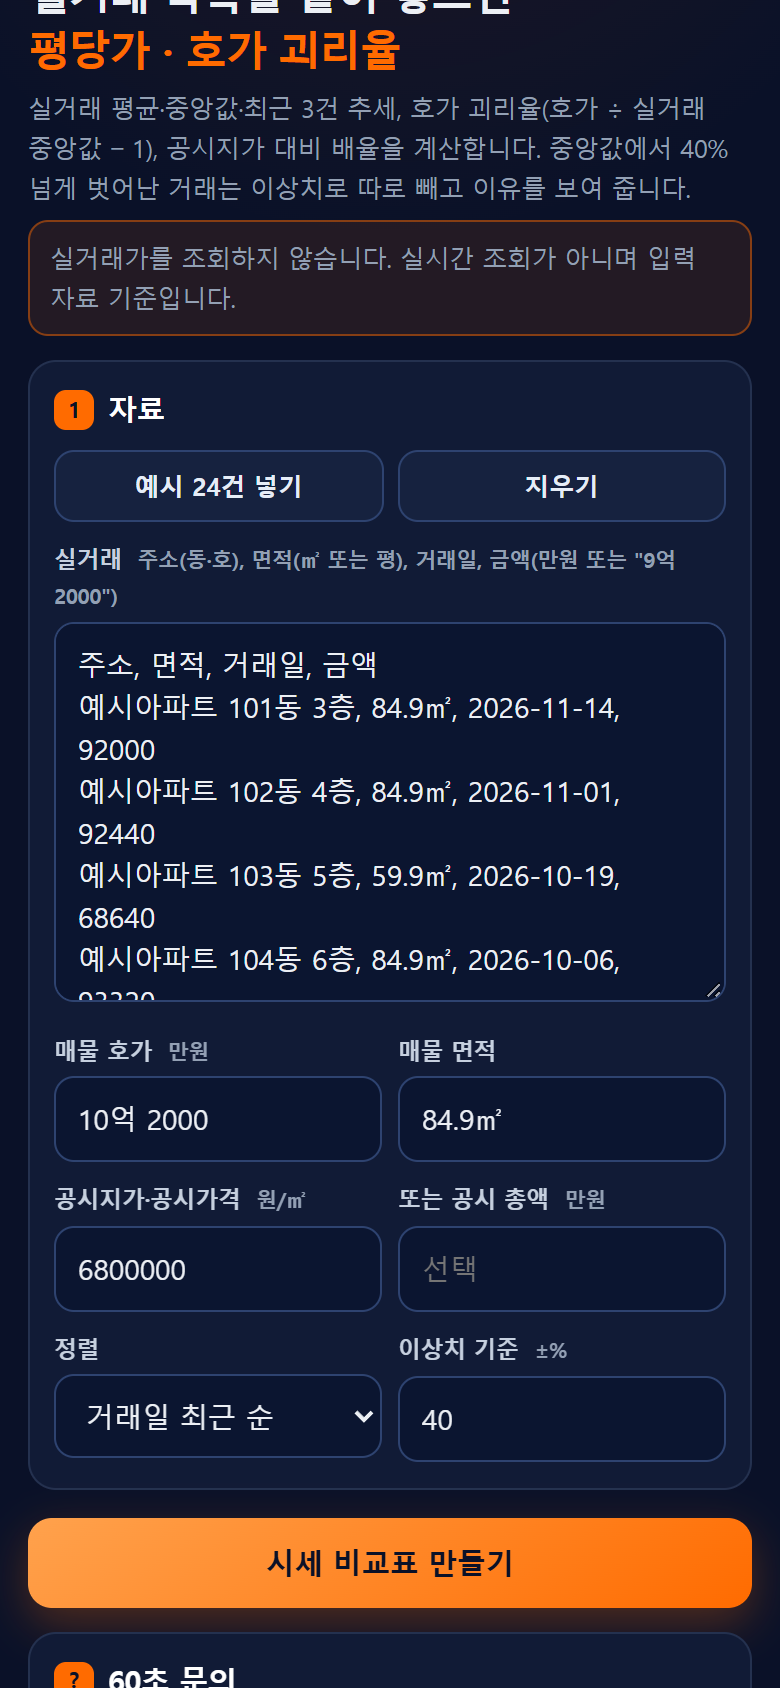 평당가 · 호가 괴리율
실거래 평균·중앙값·최근 3건 추세, 호가 괴리율(호가 ÷ 실거래
중앙값 − 1), 공시지가 대비 배율을 계산합니다. 중앙값에서 40%
넘게 벗어난 거래는 이상치로 따로 빼고 이유를 보여 줍니다.
실거래가를 조회하지 않습니다. 실시간 조회가 아니며 입력
자료 기준입니다.
1 자료
예시 24건 넣기 지우기
실거래 주소(동·호), 면적(㎡ 또는 평), 거래일, 금액(만원 또는 "9억
2000")
주소, 면적, 거래일, 금액
예시아파트 101동 3층, 84.9㎡, 2026-11-14,
92000
예시아파트 102동 4층, 84.9㎡, 2026-11-01,
92440
예시아파트 103동 5층, 59.9㎡, 2026-10-19,
68640
예시아파트 104동 6층, 84.9㎡, 2026-10-06,
매물 호가 만원 매물 면적
10억 2000 84.9㎡
공시지가·공시가격 원/㎡ 또는 공시 총액 만원
6800000 선택
정렬 이상치 기준 ±%
거래일 최근 순 40
시세 비교표 만들기
? 60초 문의